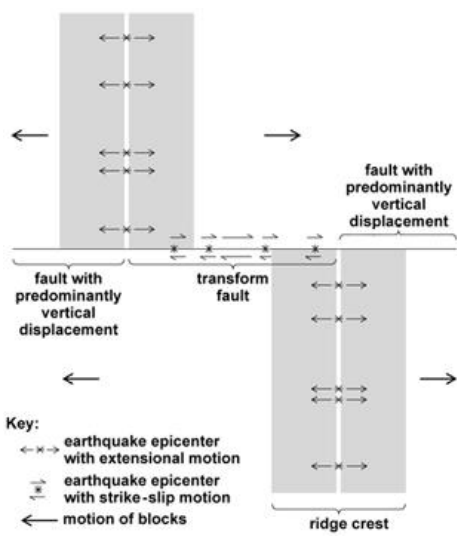 fault with
predominantly
vertical
displacement
fault with
predominantly
vertical
displacement
transform
fault
Key:
earthquake epicenter
with extensional motion
earthquake epicenter
with strike-slip motion
motion of blocks
ridge crest